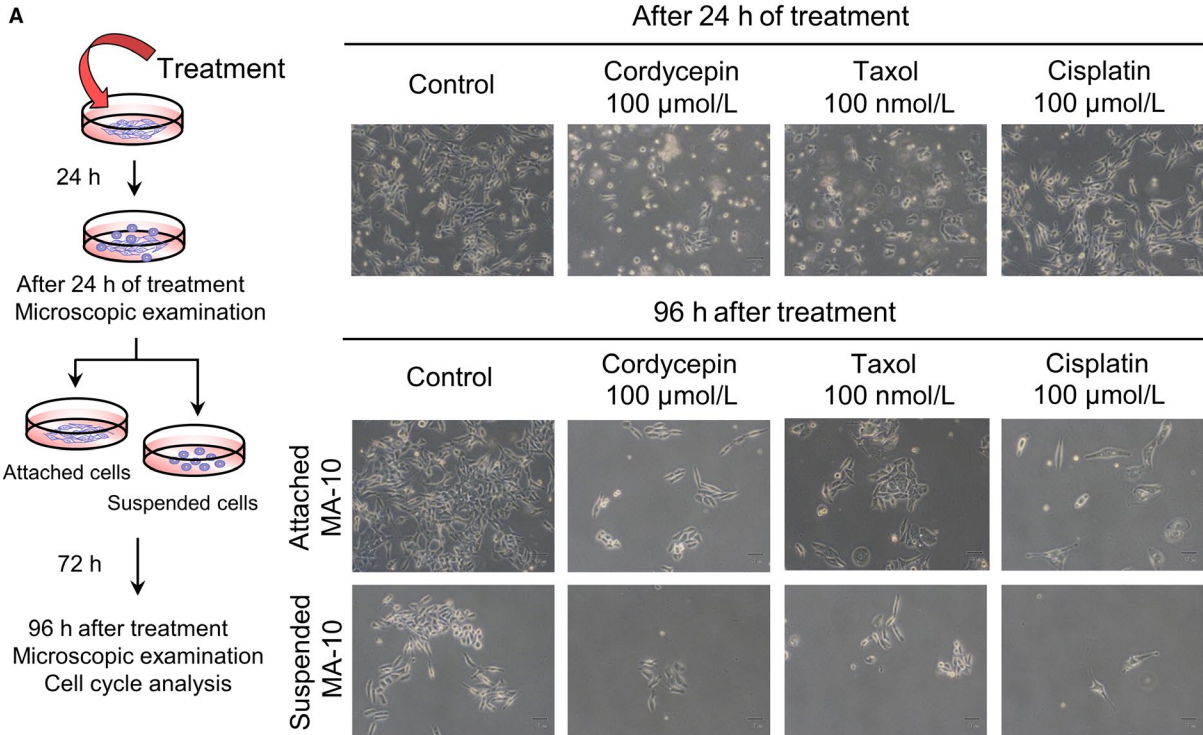 A
Treatment
24 h
After 24 h of treatment
Microscopic examination
Attached cells
Suspended cells
72 h
96 h after treatment
Microscopic examination
Cell cycle analysis
After 24 h of treatment
Control
Cordycepin
100 µmol/L
Taxol
100 nmol/L
Cisplatin
100 µmol/L
96 h after treatment
Control
Cordycepin
100 µmol/L
Taxol
100 nmol/L
Cisplatin
100 µmol/L
Attached
MA-10
Suspended
MA-10